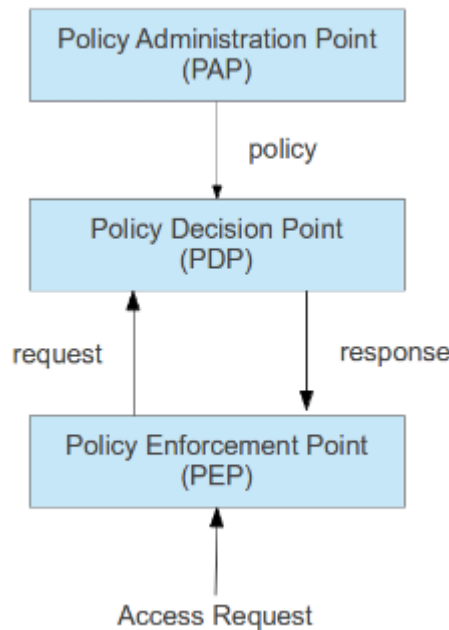 Policy Administration Point
(PAP)
policy
Policy Decision Point
(PDP)
request
response
Policy Enforcement Point
(PEP)
Access Request